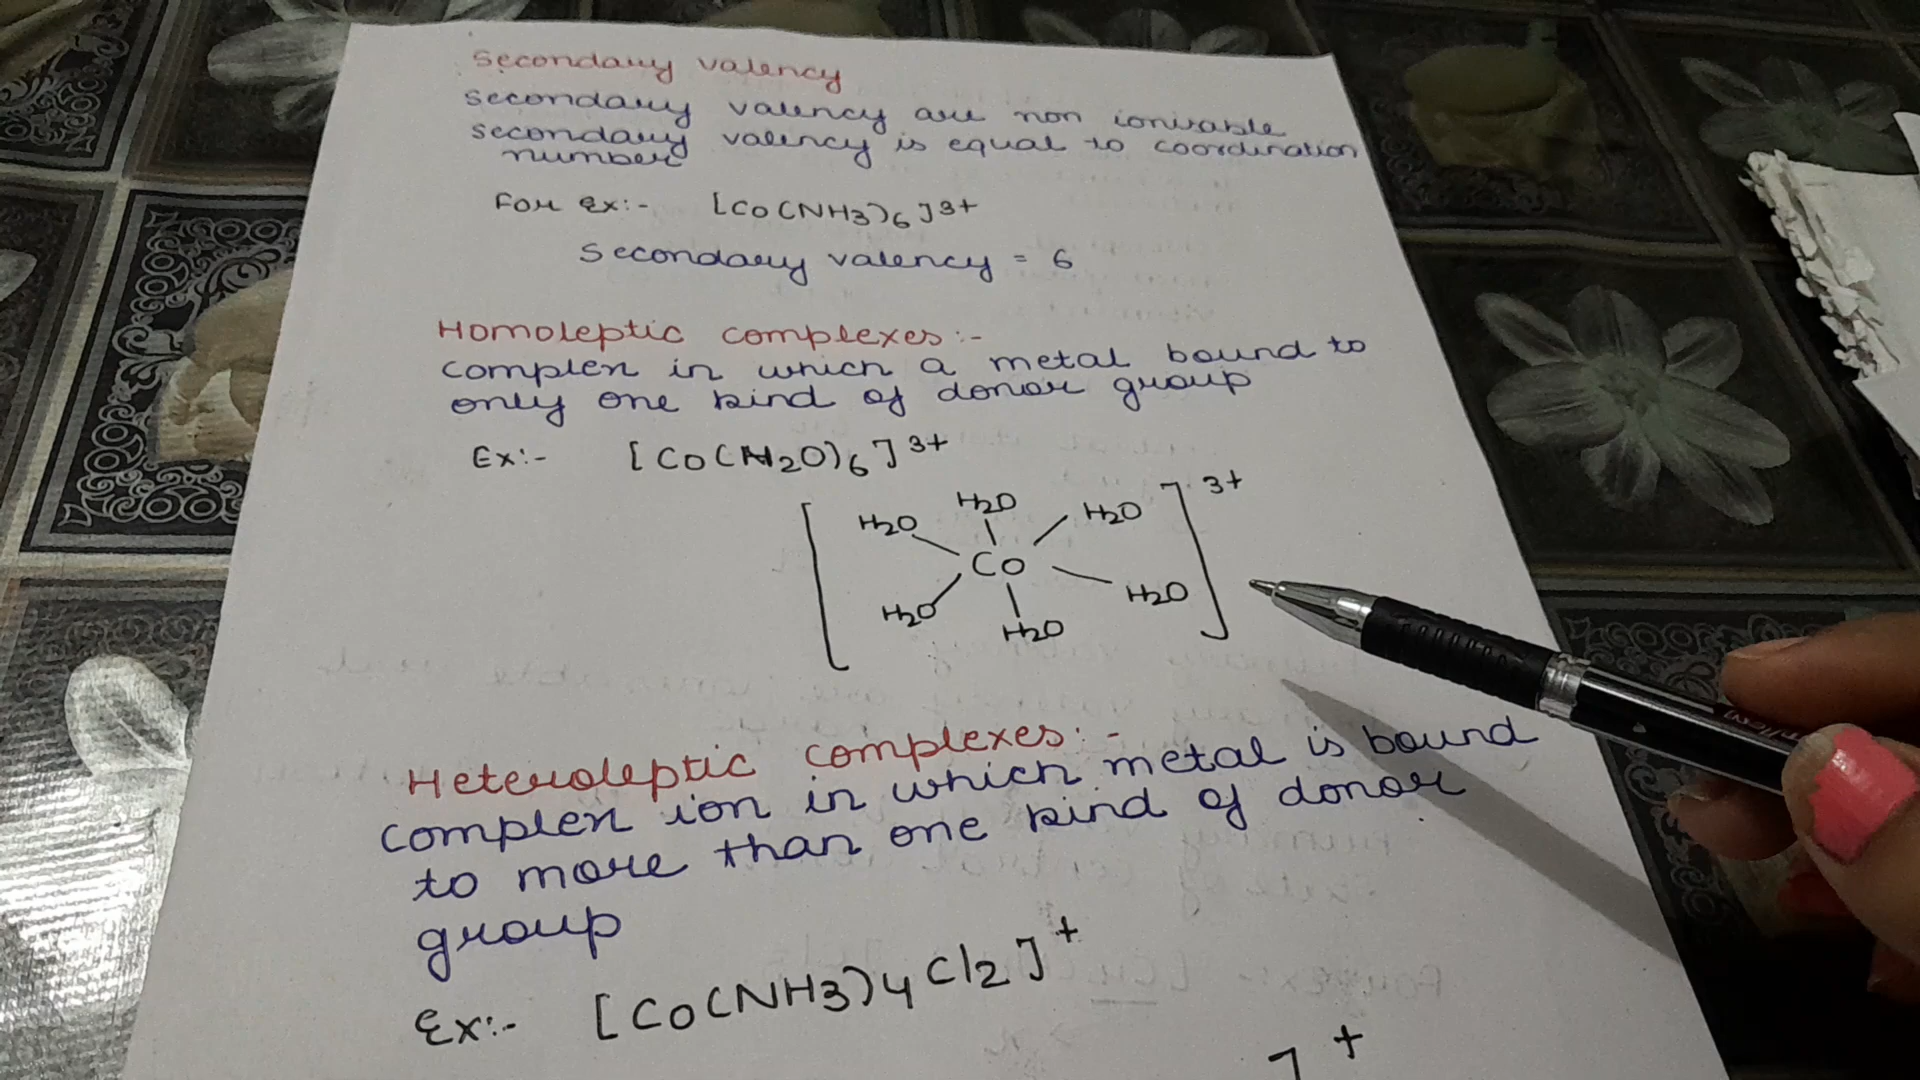 Secondary valency
Secondary valency are non ionisable
secondary valency is equal to coordination
number
For Ex:- [Co(NH3)6]3+
Secondary valency = 6
Homoleptic complexes:-
complex in which a metal bound to
only one kind of donor group
Ex:- [Co(H2O)6]3+
H2O H2O H2O 3+
Co
H2O H2O H2O
Heteroleptic complexes:-
complex ion in which metal is bound
to more than one kind of donor
group
Ex:- [Co(NH3)4Cl2]+
]+